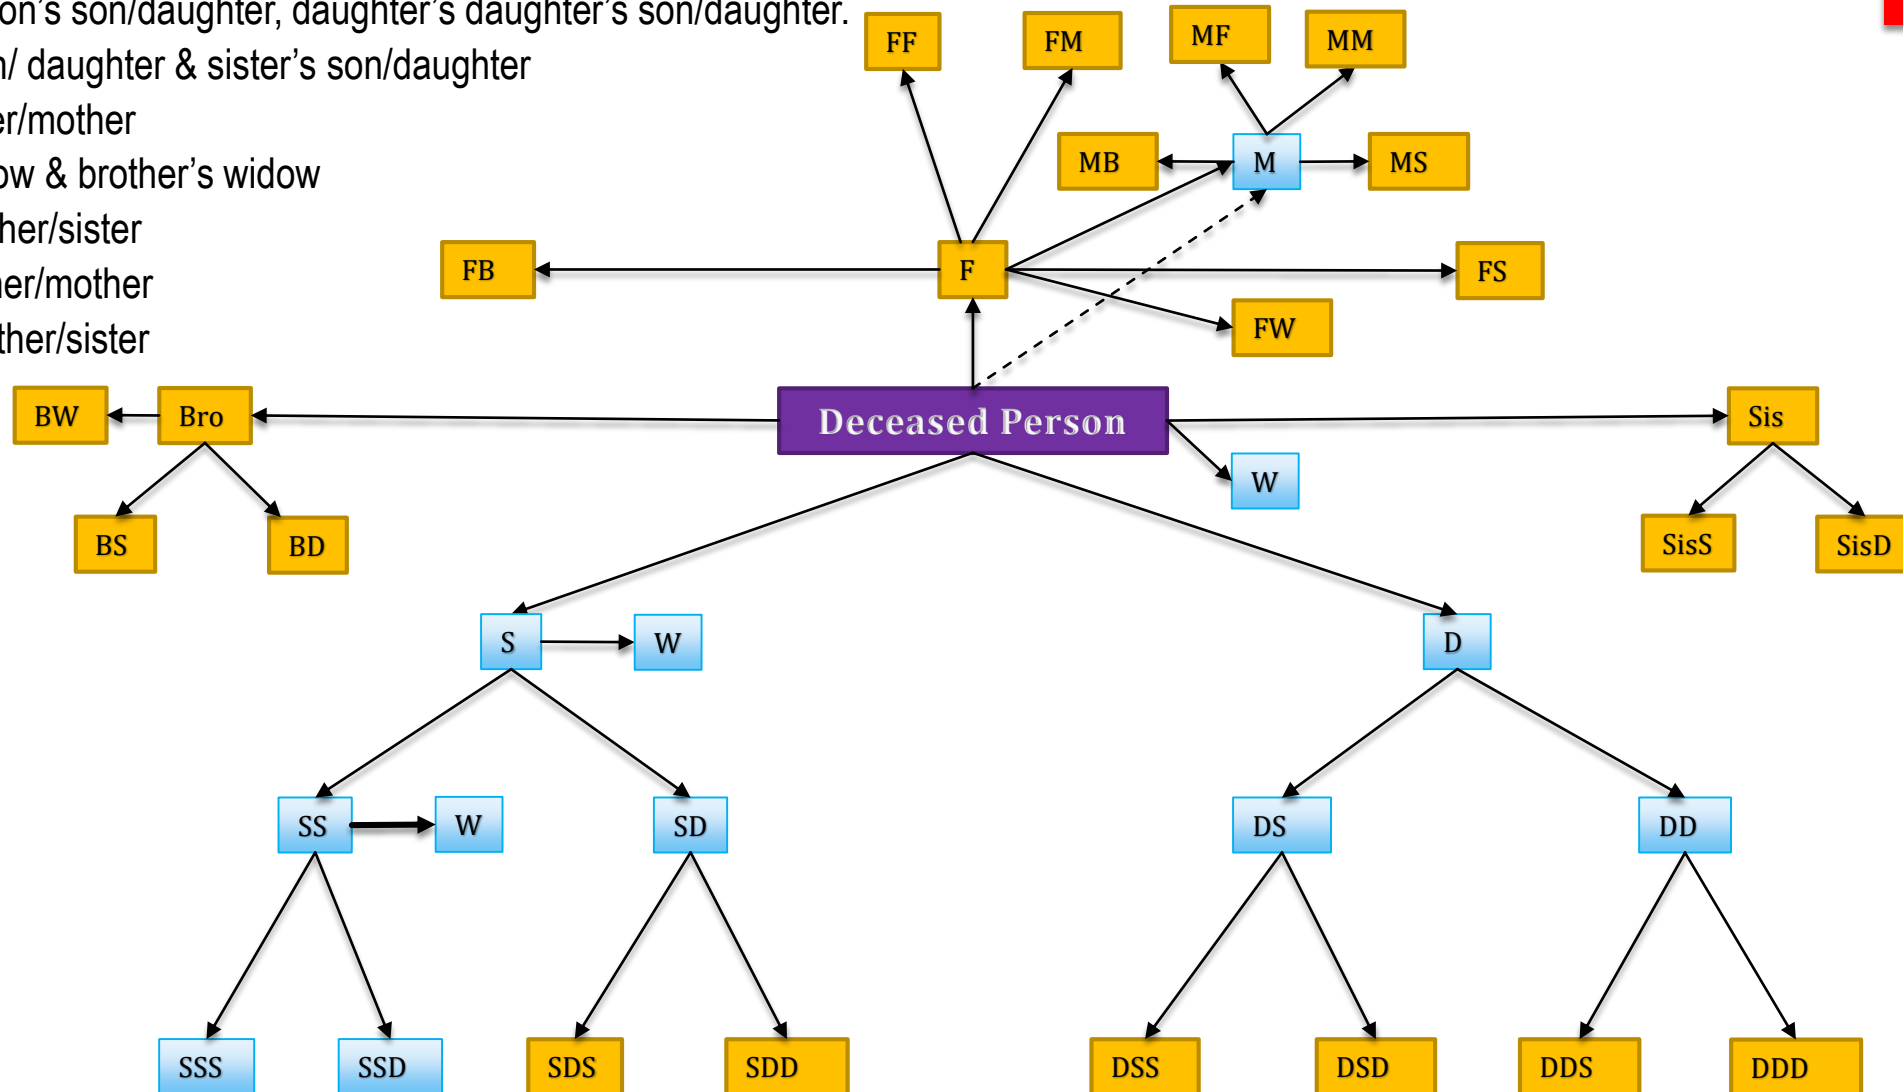 on's son/daughter, daughter's daughter's son/daughter.
n/ daughter & sister's son/daughter
er/mother
ow & brother's widow
her/sister
her/mother
ther/sister
FF FM MF MM
MB M MS
FB F FS
FW
BW Bro Deceased Person Sis
W
BS BD SisS SisD
S W D
SS W SD DS DD
SSS SSD SDS SDD DSS DSD DDS DDD